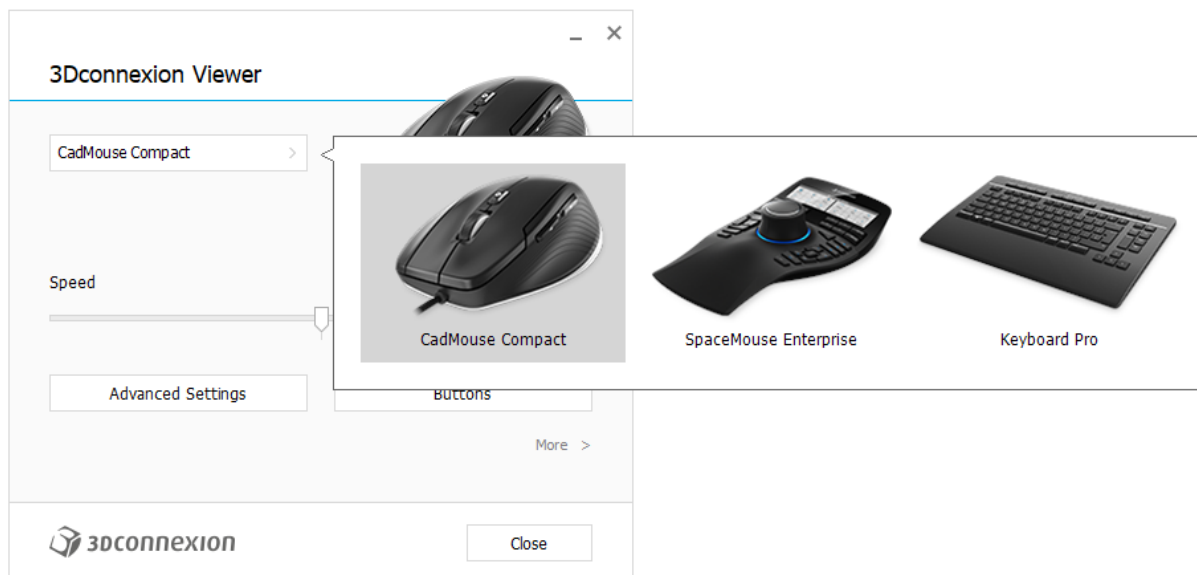 3Dconnexion Viewer
CadMouse Compact
CadMouse Compact
SpaceMouse Enterprise
Keyboard Pro
Speed
Advanced Settings
Buttons
More >
3Dconnexion
Close